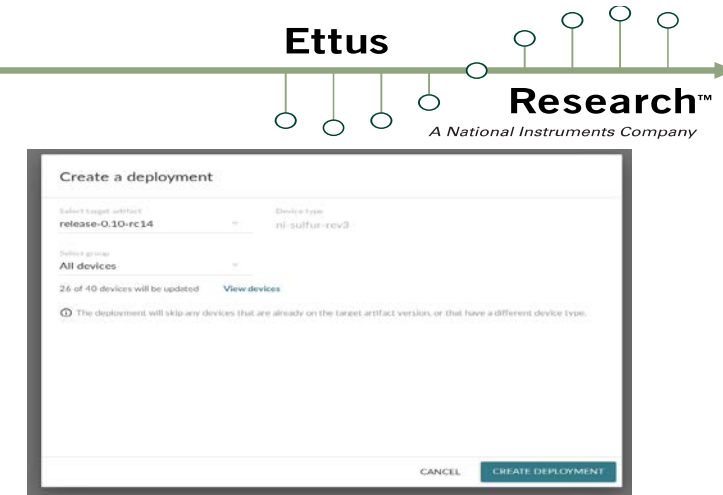 Ettus
Research™
A National Instruments Company
Create a deployment
Select target artifact
release-0.10-rc14
Device type
ni-sulfur-rev3
Select group
All devices
26 of 40 devices will be updated View devices
The deployment will skip any devices that are already on the target artifact version, or that have a different device type.
CANCEL CREATE DEPLOYMENT